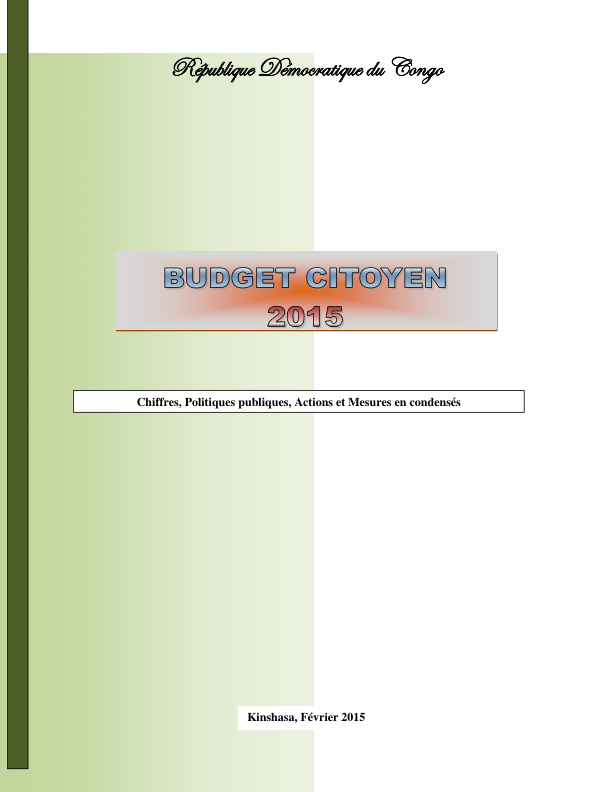 République Démocratique du Congo
BUDGET CITOYEN
2015
Chiffres, Politiques publiques, Actions et Mesures en condensés
Kinshasa, Février 2015